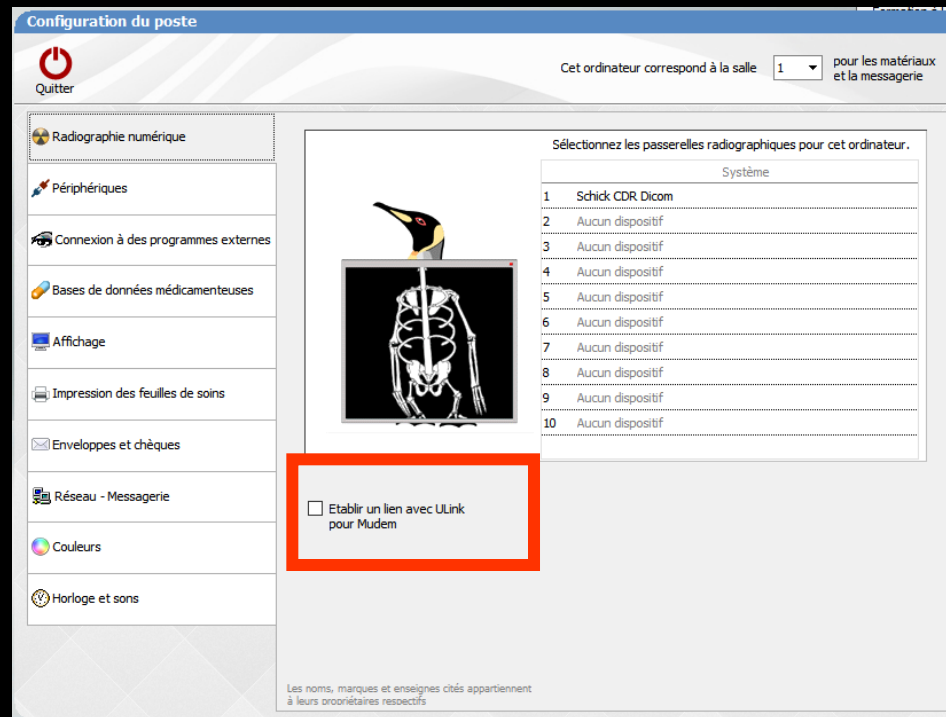 Configuration du poste
Quitter
Cet ordinateur correspond à la salle 1 pour les matériaux
et la messagerie
Radiographie numérique
Périphériques
Connexion à des programmes externes
Bases de données médicamenteuses
Affichage
Impression des feuilles de soins
Enveloppes et chèques
Réseau - Messagerie
Couleurs
Horloge et sons
Sélectionnez les passerelles radiographiques pour cet ordinateur.
Système
1 Schick CDR Dicom
2 Aucun dispositif
3 Aucun dispositif
4 Aucun dispositif
5 Aucun dispositif
6 Aucun dispositif
7 Aucun dispositif
8 Aucun dispositif
9 Aucun dispositif
10 Aucun dispositif
Etablir un lien avec ULink
pour Mudem
Les noms, marques et enseignes cités appartiennent
à leurs propriétaires respectifs